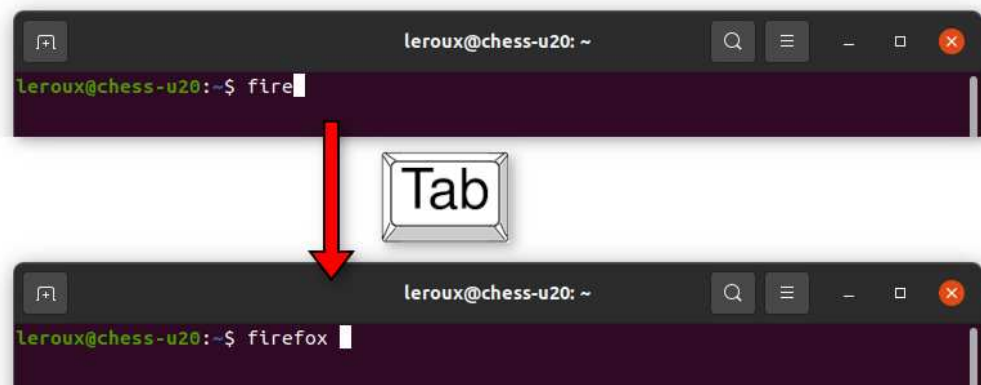 leroux@chess-u20: ~
leroux@chess-u20:~$ fire
Tab
leroux@chess-u20: ~
leroux@chess-u20:~$ firefox